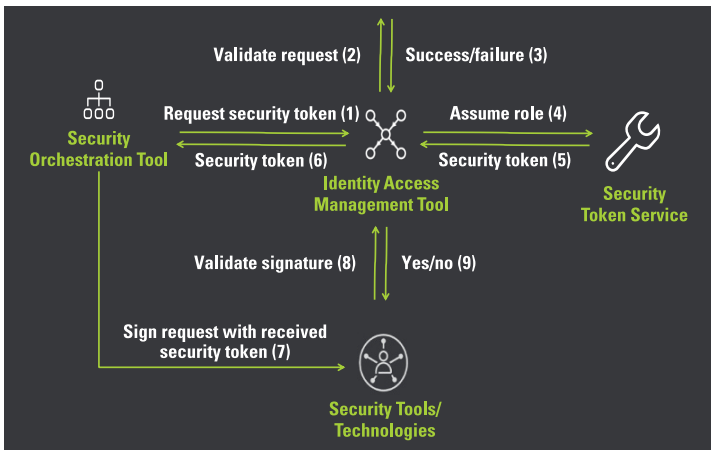 Validate request (2)
Success/failure (3)
Request security token (1)
Assume role (4)
Security
Orchestration Tool
Security token (6)
Security token (5)
Identity Access
Management Tool
Security
Token Service
Validate signature (8)
Yes/no (9)
Sign request with received
security token (7)
Security Tools/
Technologies